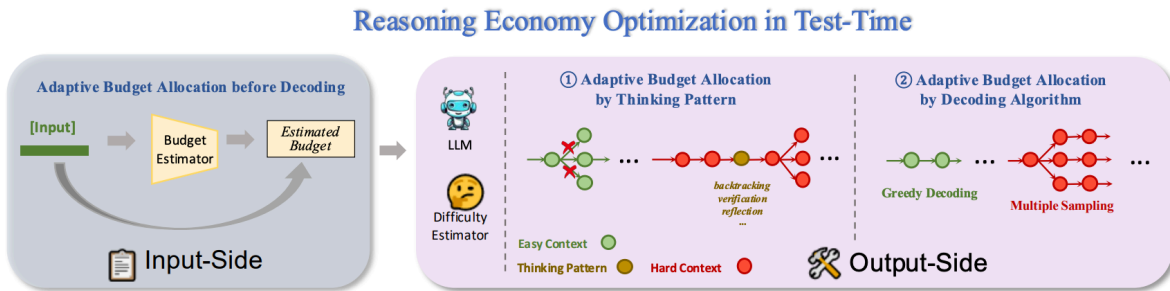 Reasoning Economy Optimization in Test-Time
Adaptive Budget Allocation before Decoding
[Input]
Budget
Estimator
Estimated
Budget
Input-Side
LLM
Difficulty
Estimator
① Adaptive Budget Allocation
by Thinking Pattern
...
backtracking
verification
reflection
...
...
Easy Context
Thinking Pattern
Hard Context
② Adaptive Budget Allocation
by Decoding Algorithm
...
Greedy Decoding
Multiple Sampling
...
Output-Side